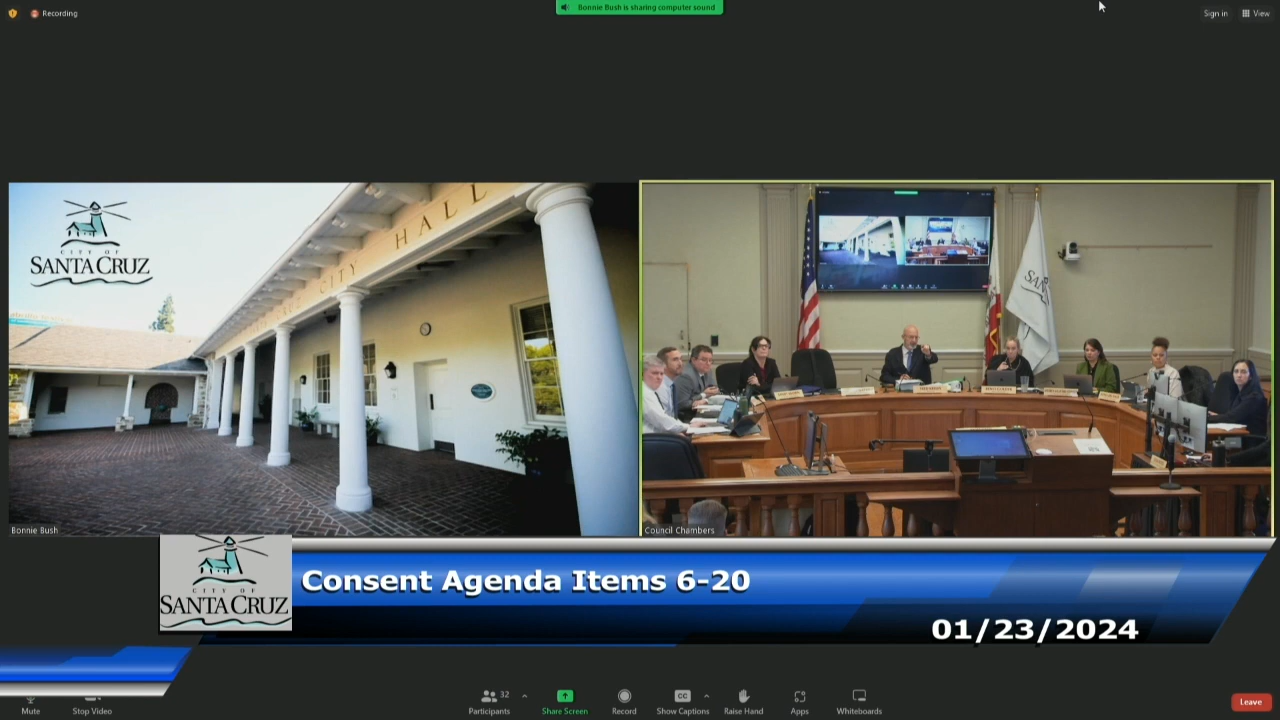 Recording
Bonnie Bush is sharing computer sound
Sign in
View
CITY OF
SANTA CRUZ
CITY HALL
SAN
Bonnie Bush
Council Chambers
CITY OF
SANTA CRUZ
Consent Agenda Items 6-20
01/23/2024
Mute
Stop Video
Participants
32
Share Screen
CC
Show Captions
Record
Raise Hand
Apps
Whiteboards
Leave